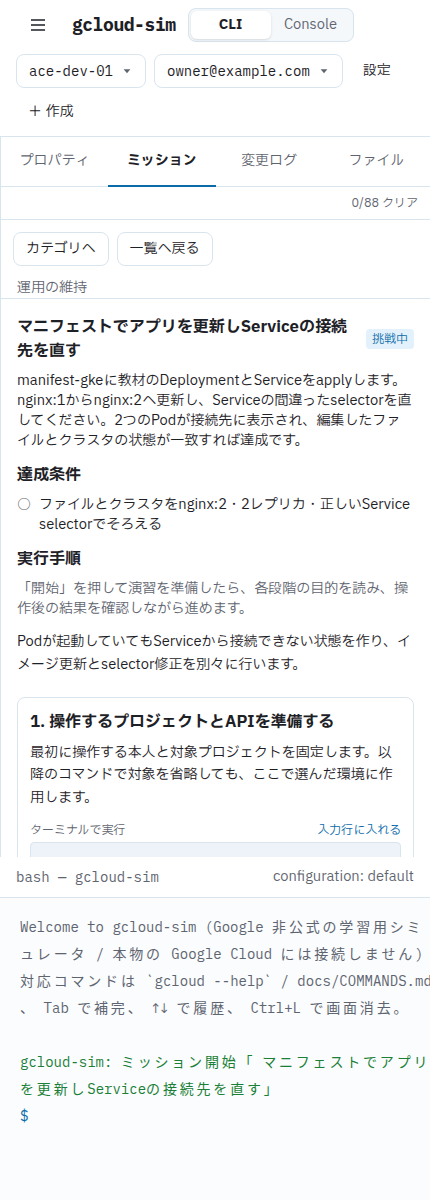 gcloud-sim CLI Console
ace-dev-01 owner@example.com 設定
＋ 作成
プロパティ ミッション 変更ログ ファイル
0/88 クリア
カテゴリへ 一覧へ戻る
運用の維持
マニフェストでアプリを更新しServiceの接続
先を直す
挑戦中
manifest-gkeに教材のDeploymentとServiceをapplyします。
nginx:1からnginx:2へ更新し、Serviceの間違ったselectorを直
してください。2つのPodが接続先に表示され、編集したファ
イルとクラスタの状態が一致すれば達成です。
達成条件
〇 ファイルとクラスタをnginx:2・2レプリカ・正しいService
selectorでそろえる
実行手順
「開始」を押して演習を準備したら、各段階の目的を読み、操
作後の結果を確認しながら進めます。
Podが起動していてもServiceから接続できない状態を作り、イ
メージ更新とselector修正を別々に行います。
1. 操作するプロジェクトとAPIを準備する
最初に操作する本人と対象プロジェクトを固定します。以
降のコマンドで対象を省略しても、ここで選んだ環境に作
用します。
ターミナルで実行 入力行に入れる
bash — gcloud-sim configuration: default
Welcome to gcloud-sim (Google 非公式の学習用シミ
ュレータ / 本物の Google Cloud には接続しません)
対応コマンドは `gcloud --help` / docs/COMMANDS.md
、 Tab で補完、 ↑↓ で履歴、 Ctrl+L で画面消去。
gcloud-sim: ミッション開始「 マニフェストでアプリ
を更新しServiceの接続先を直す」
$